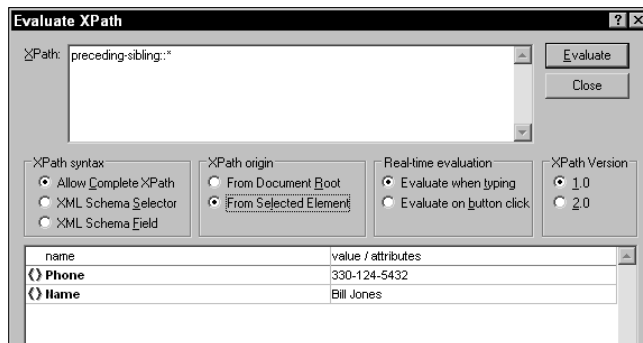 Evaluate XPath
XPath:
preceding-sibling::*
Evaluate
Close
XPath syntax
Allow Complete XPath
XML Schema Selector
XML Schema Field
XPath origin
From Document Root
From Selected Element
Real-time evaluation
Evaluate when typing
Evaluate on button click
XPath Version
1.0
2.0
name value / attributes
Phone 330-124-5432
Name Bill Jones